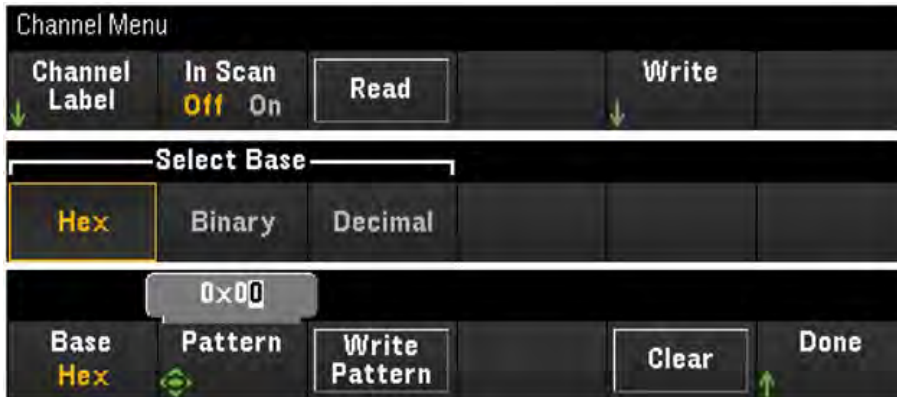 Channel Menu
Channel Label
In Scan
Off On
Read
Write
Select Base
Hex
Binary
Decimal
0x00
Base
Hex
Pattern
Write Pattern
Clear
Done